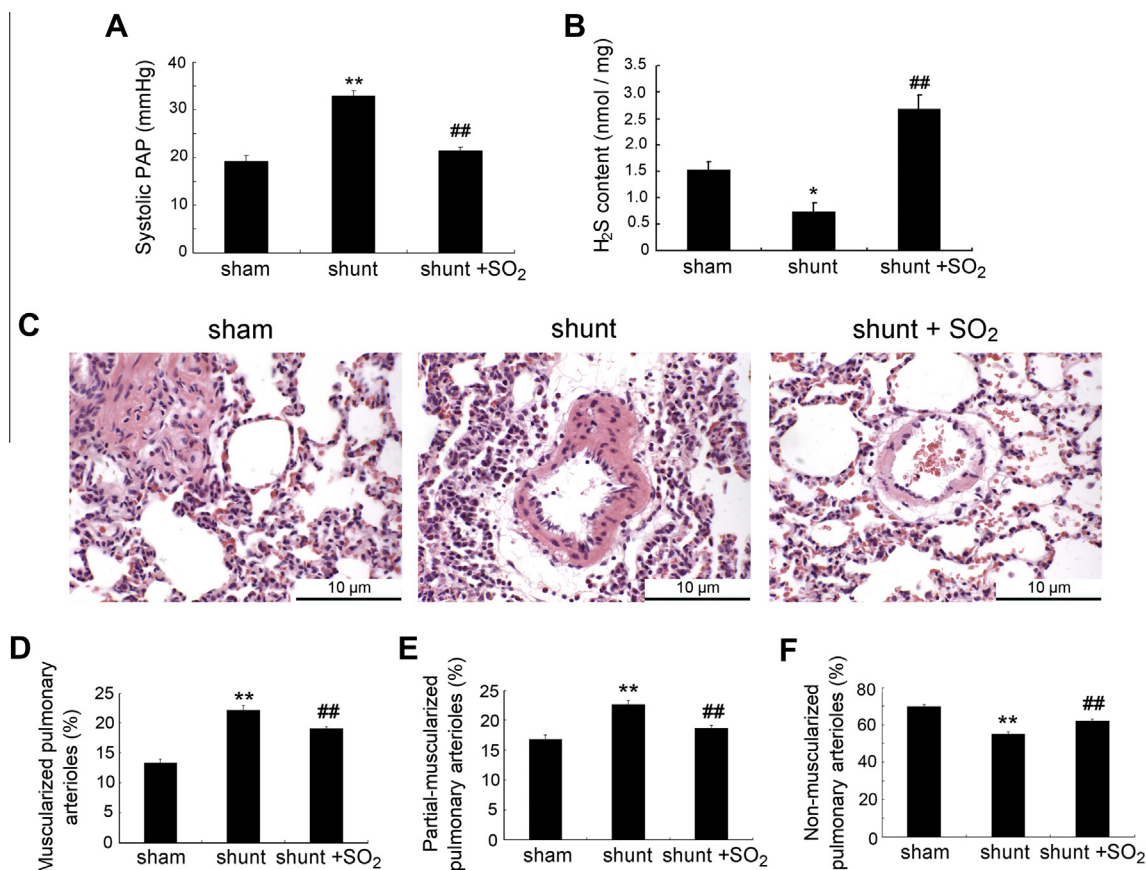 A
Systolic PAP (mmHg)
40
30
20
10
0
**
##
sham
shunt
shunt +SO₂
B
H₂S content (nmol / mg)
3.5
3.0
2.5
2.0
1.5
1.0
0.5
0
*
##
sham
shunt
shunt +SO₂
C
sham
shunt
shunt + SO₂
10 µm
10 µm
10 µm
D
Muscularized pulmonary
arterioles (%)
25
20
15
10
5
0
**
##
sham
shunt
shunt +SO₂
E
Partial-muscularized
pulmonary arterioles (%)
25
20
15
10
5
0
**
##
sham
shunt
shunt +SO₂
F
Non-muscularized
pulmonary arterioles (%)
80
60
40
20
0
**
##
sham
shunt
shunt +SO₂